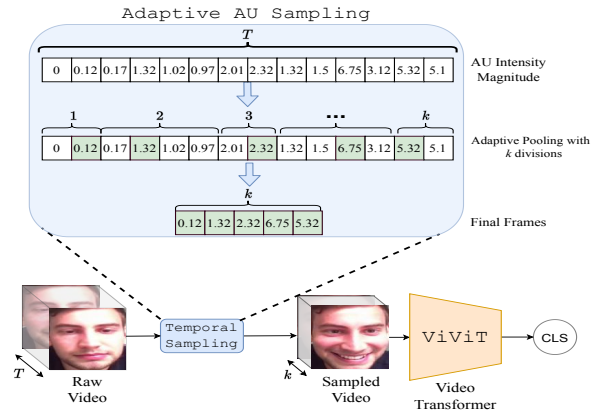 Adaptive AU Sampling
T
0 0.12 0.17 1.32 1.02 0.97 2.01 2.32 1.32 1.5 6.75 3.12 5.32 5.1
AU Intensity
Magnitude
1 2 3 ... k
0 0.12 0.17 1.32 1.02 0.97 2.01 2.32 1.32 1.5 6.75 3.12 5.32 5.1
Adaptive Pooling with
k divisions
k
0.12 1.32 2.32 6.75 5.32
Final Frames
Temporal
Sampling
ViViT
CLS
T
k
Raw
Video
Sampled
Video
Video
Transformer